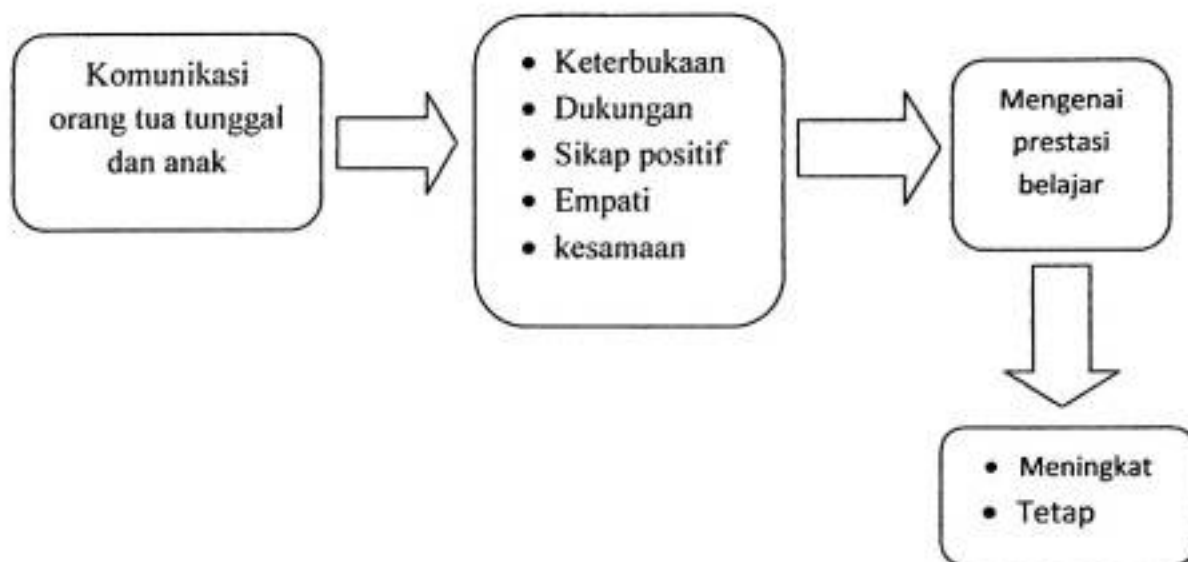 Komunikasi
orang tua tunggal
dan anak
• Keterbukaan
• Dukungan
• Sikap positif
• Empati
• kesamaan
Mengenai
prestasi
belajar
• Meningkat
• Tetap